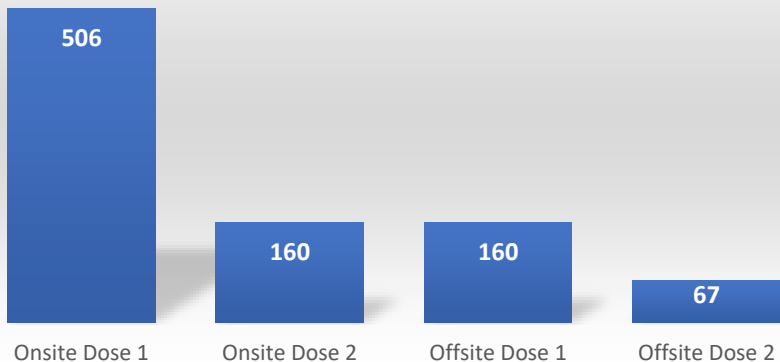 506
160
160
67
Onsite Dose 1
Onsite Dose 2
Offsite Dose 1
Offsite Dose 2